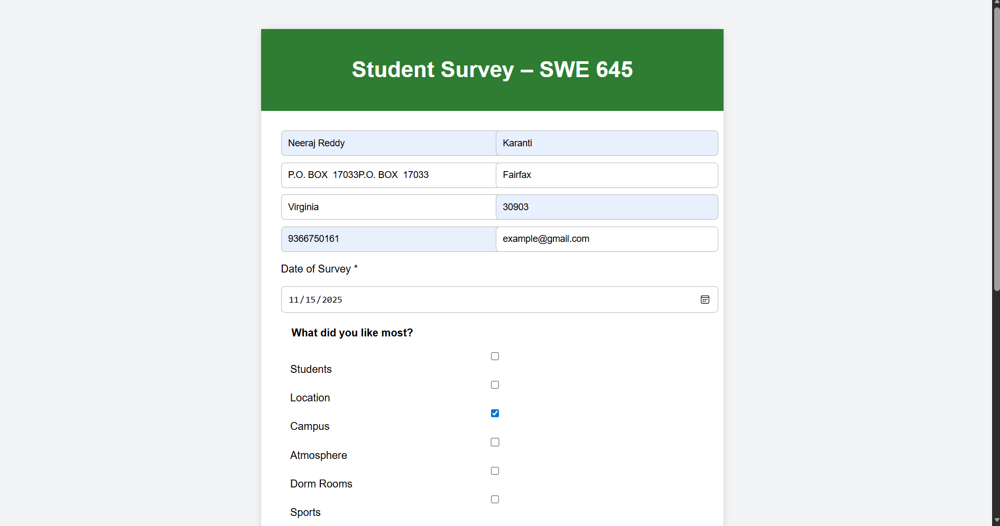 Student Survey – SWE 645
Neeraj Reddy Karanti
P.O. BOX  17033P.O. BOX  17033 Fairfax
Virginia 30903
9366750161 example@gmail.com
Date of Survey *
11/15/2025
What did you like most?
Students
Location
Campus
Atmosphere
Dorm Rooms
Sports